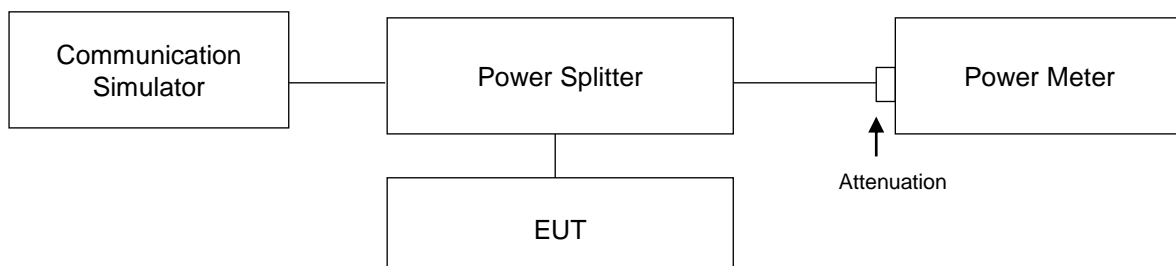 Communication
Simulator
Power Splitter
Power Meter
Attenuation
EUT